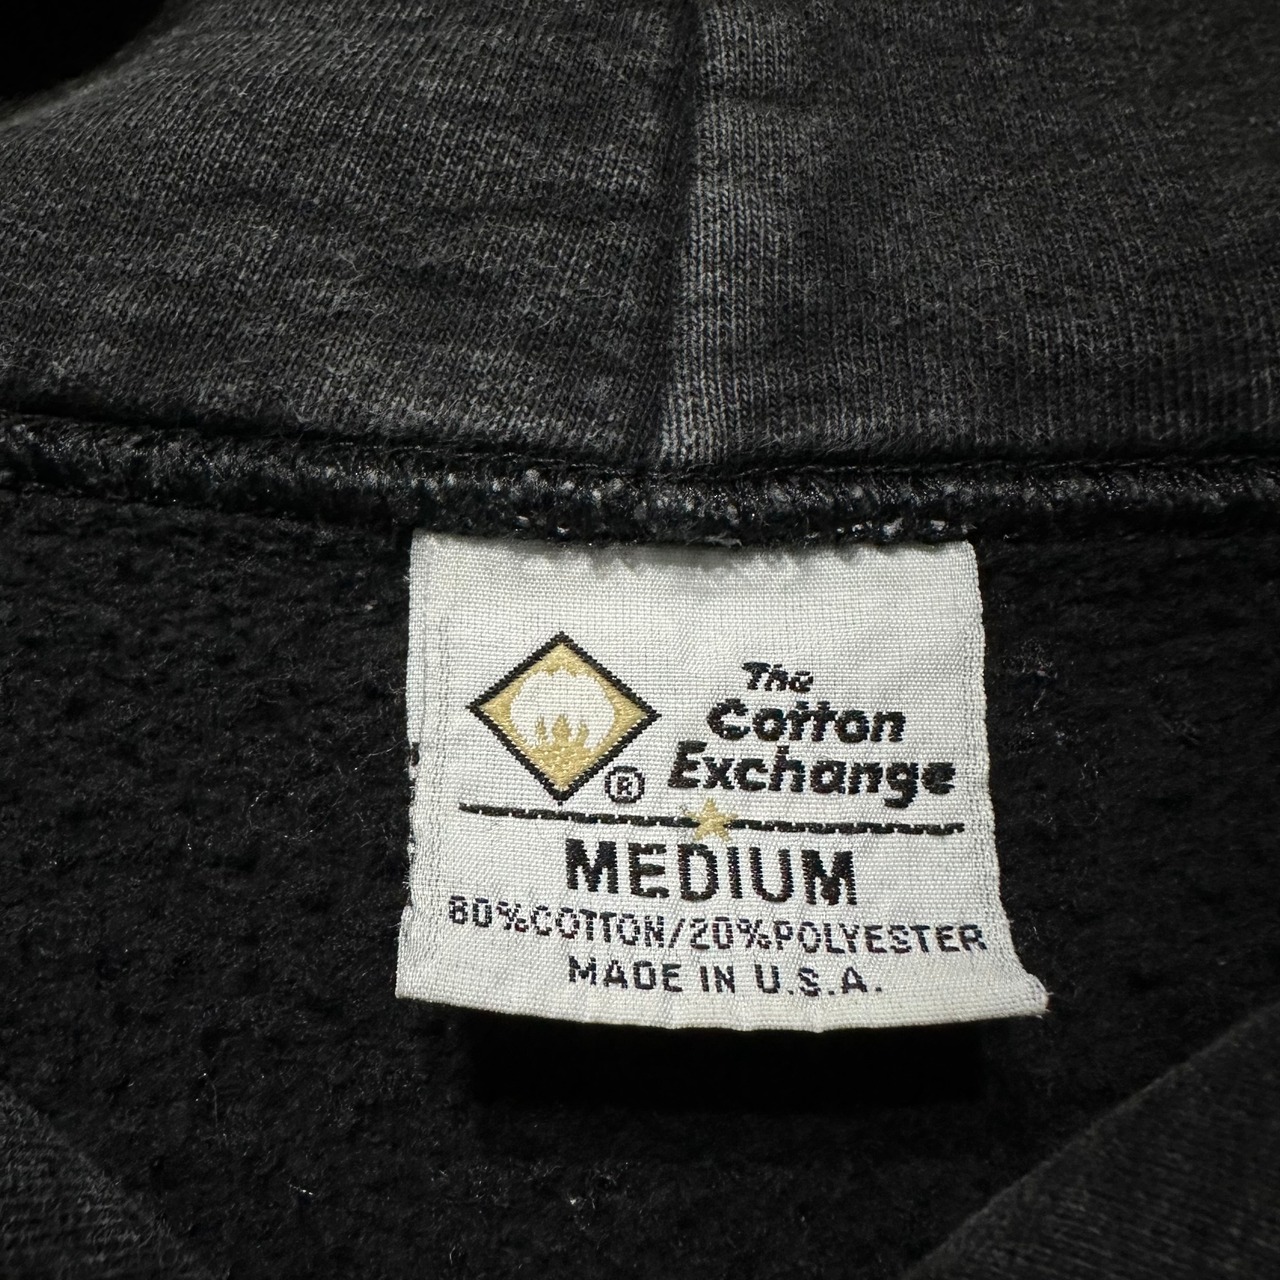 The
Cotton
Exchange
®
MEDIUM
80%COTTON/20%POLYESTER
MADE IN U.S.A.